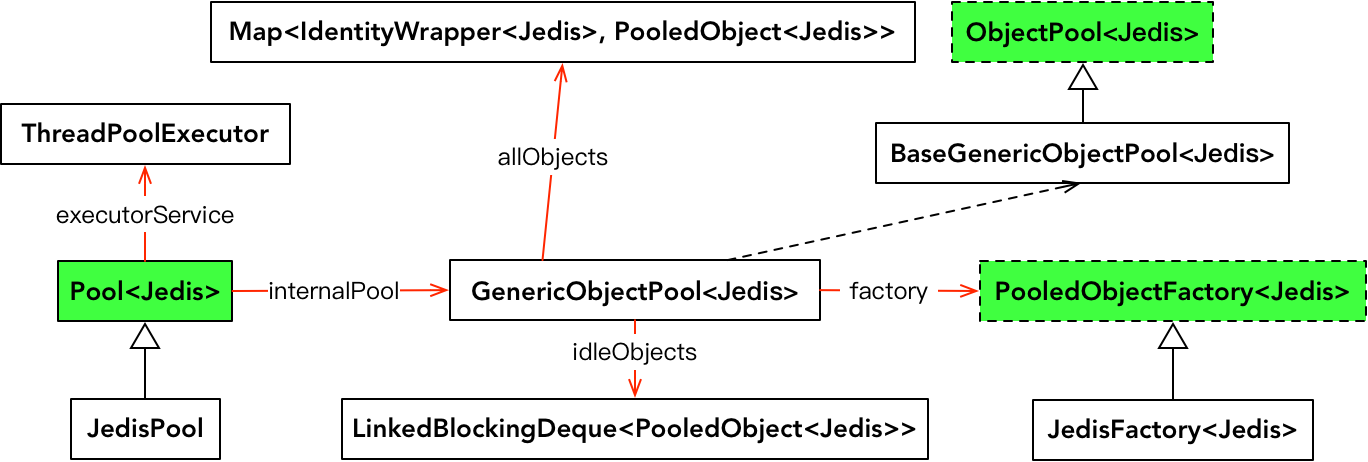 Map<IdentityWrapper<Jedis>, PooledObject<Jedis>>
ObjectPool<Jedis>
ThreadPoolExecutor
BaseGenericObjectPool<Jedis>
allObjects
executorService
Pool<Jedis>
internalPool
GenericObjectPool<Jedis>
factory
PooledObjectFactory<Jedis>
idleObjects
JedisPool
LinkedBlockingDeque<PooledObject<Jedis>>
JedisFactory<Jedis>